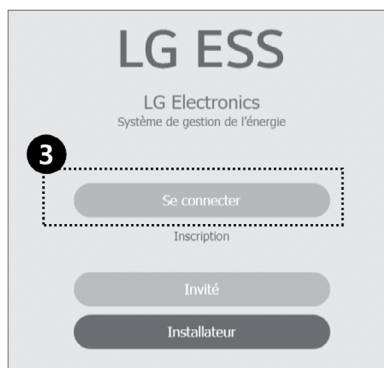 LG ESS
LG Electronics
Système de gestion de l'énergie
3
Se connecter
Inscription
Invité
Installateur